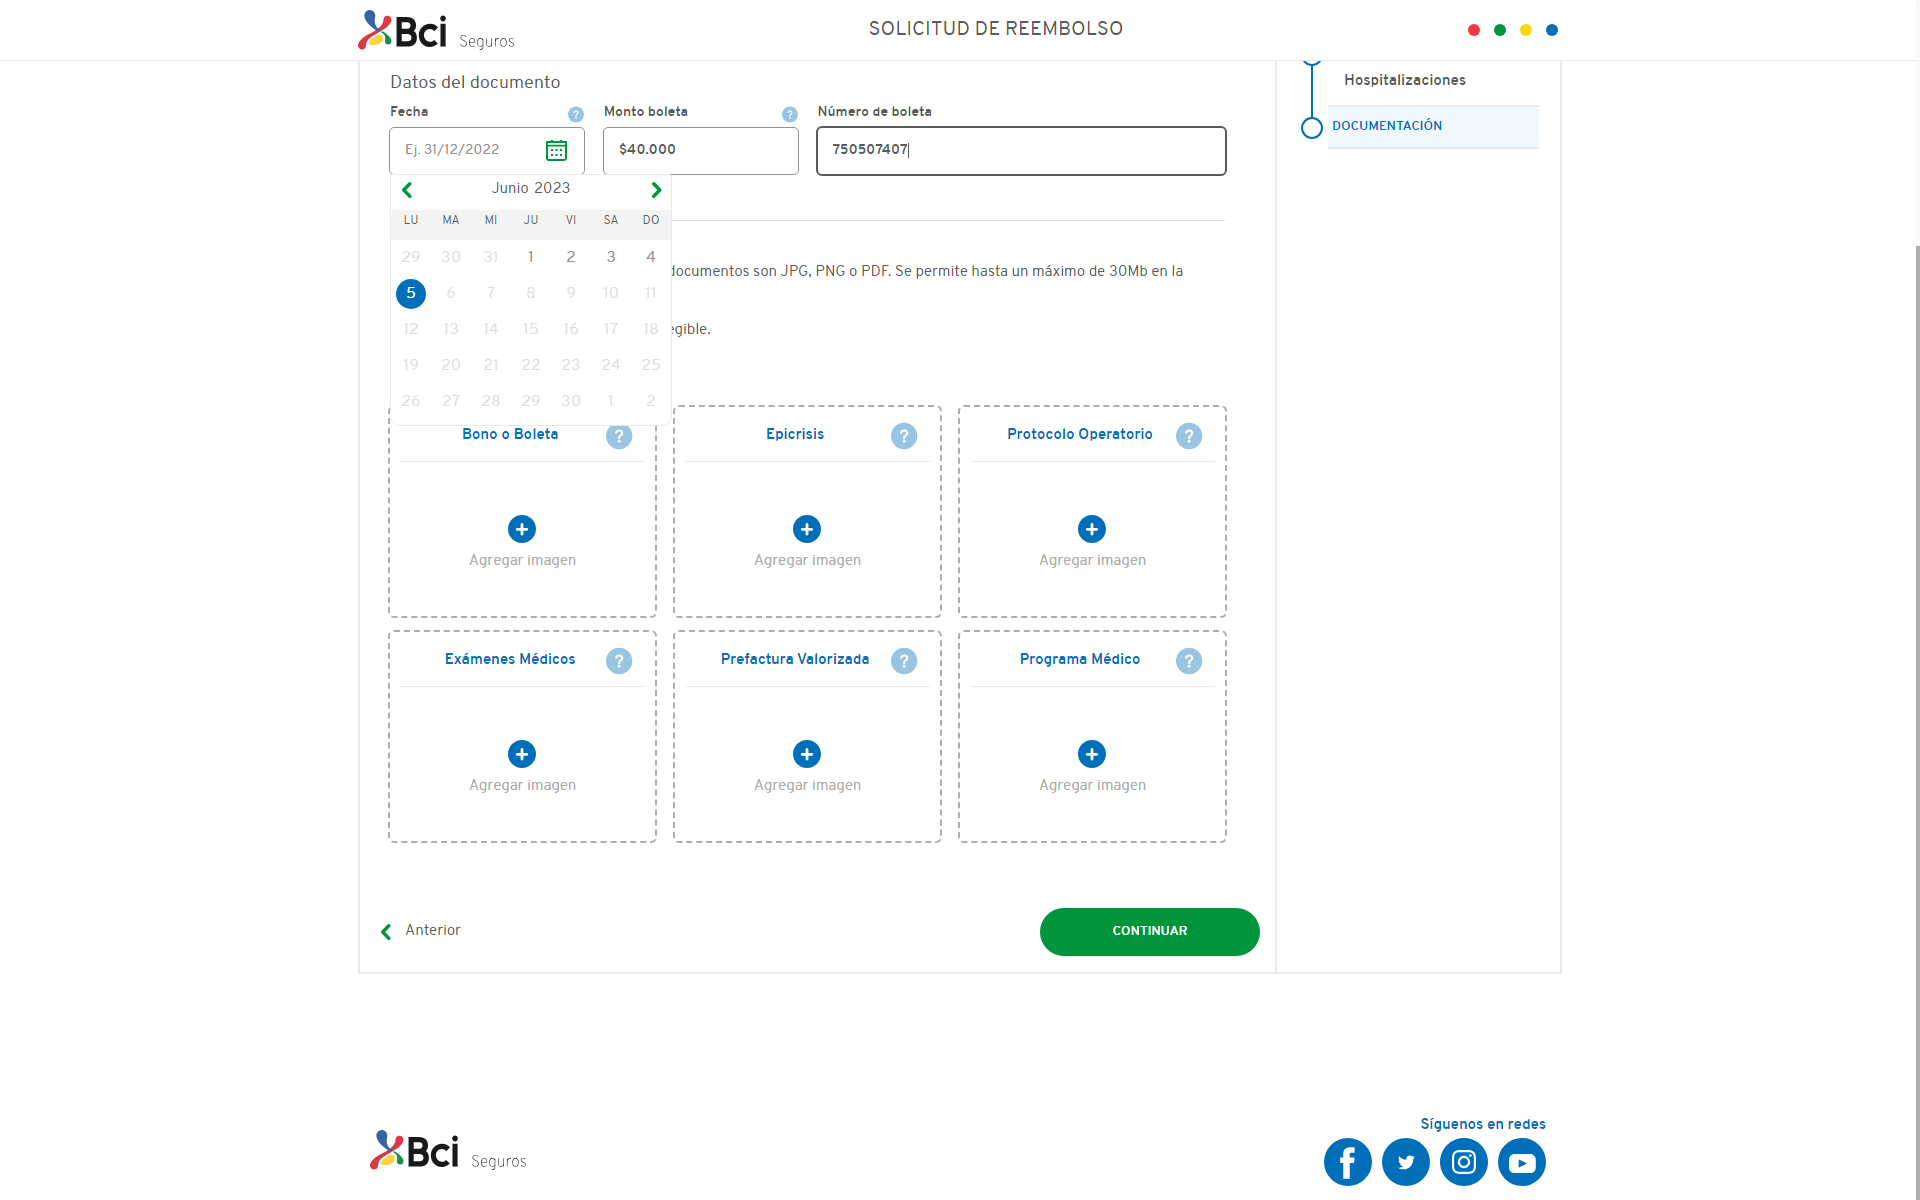 Bci Seguros
SOLICITUD DE REEMBOLSO
Datos del documento
Hospitalizaciones
DOCUMENTACIÓN
Fecha ?
Monto boleta ?
Número de boleta
Ej. 31/12/2022
$40.000
750507407
Junio 2023
LU MA MI JU VI SA DO
29 30 31 1 2 3 4
5 6 7 8 9 10 11
12 13 14 15 16 17 18
19 20 21 22 23 24 25
26 27 28 29 30 1 2
documentos son JPG, PNG o PDF. Se permite hasta un máximo de 30Mb en la
egible.
Bono o Boleta ?
Agregar imagen
Epicrisis ?
Agregar imagen
Protocolo Operatorio ?
Agregar imagen
Exámenes Médicos ?
Agregar imagen
Prefactura Valorizada ?
Agregar imagen
Programa Médico ?
Agregar imagen
Anterior
CONTINUAR
Bci Seguros
Síguenos en redes